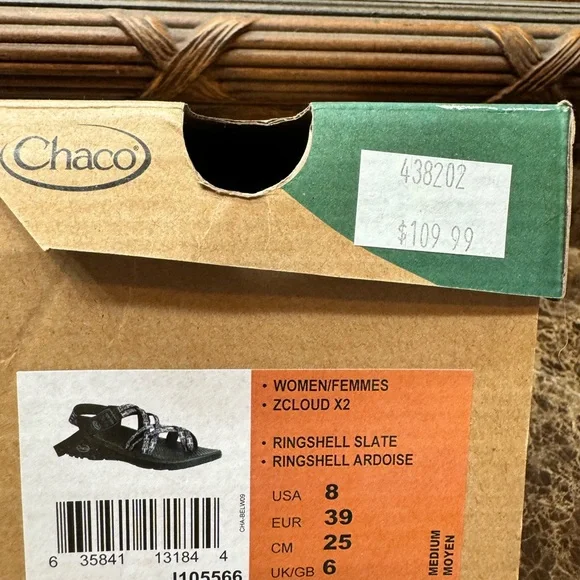 Chaco®
438202
$109.99
• WOMEN/FEMMES
• ZCLOUD X2
• RINGSHELL SLATE
• RINGSHELL ARDOISE
USA 8
EUR 39
CM 25
UK/GB 6
MEDIUM
MOYEN
CHA-BELW09
6 35841 13184 4
J105566